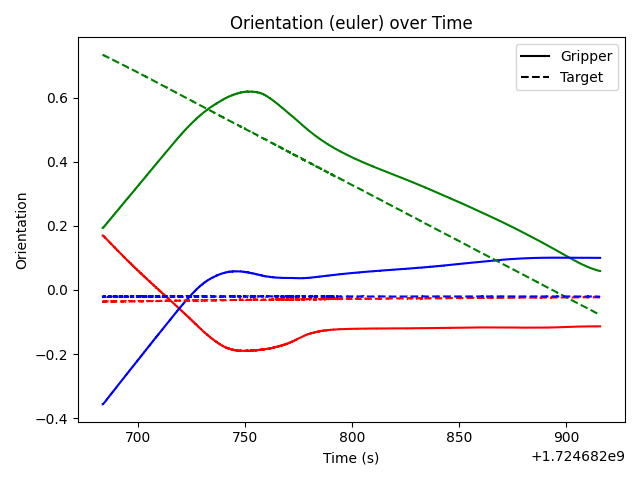 Orientation (euler) over Time
Gripper
Target
Orientation
0.6
0.4
0.2
0.0
−0.2
−0.4
700
750
800
850
900
Time (s)
+1.724682e9